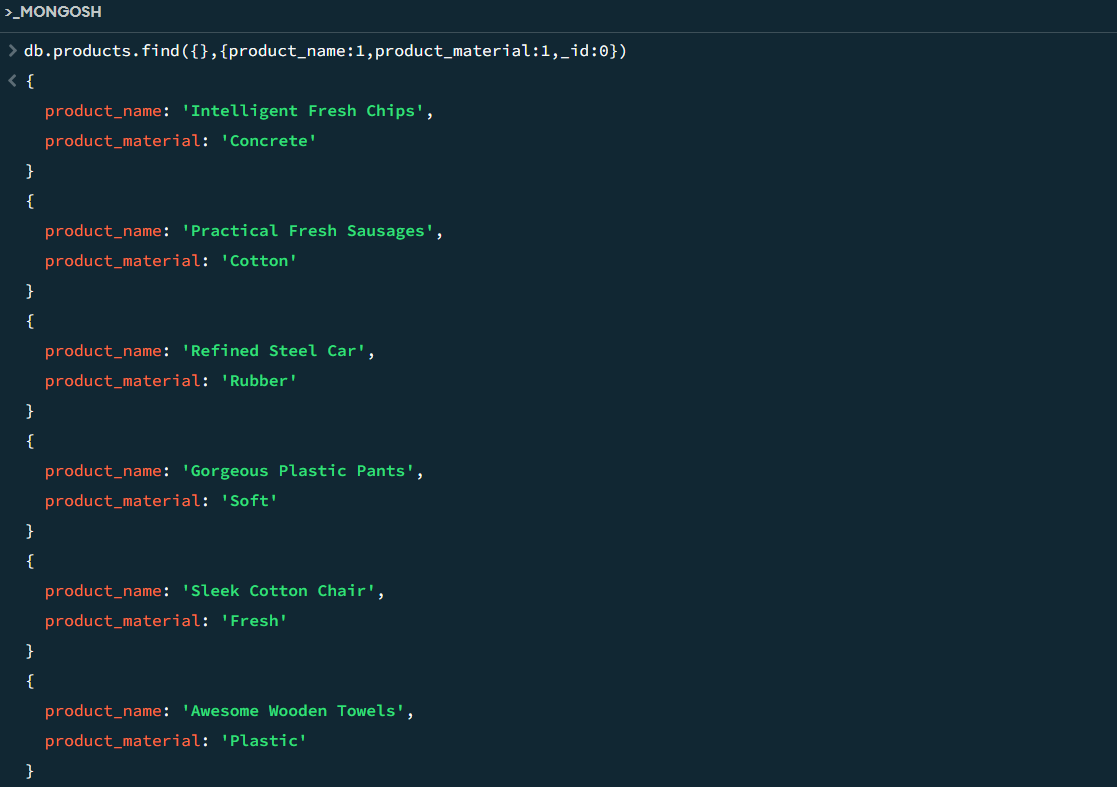 >_MONGOSH
> db.products.find({},{product_name:1,product_material:1,_id:0})
< {
product_name: 'Intelligent Fresh Chips',
product_material: 'Concrete'
}
{
product_name: 'Practical Fresh Sausages',
product_material: 'Cotton'
}
{
product_name: 'Refined Steel Car',
product_material: 'Rubber'
}
{
product_name: 'Gorgeous Plastic Pants',
product_material: 'Soft'
}
{
product_name: 'Sleek Cotton Chair',
product_material: 'Fresh'
}
{
product_name: 'Awesome Wooden Towels',
product_material: 'Plastic'
}